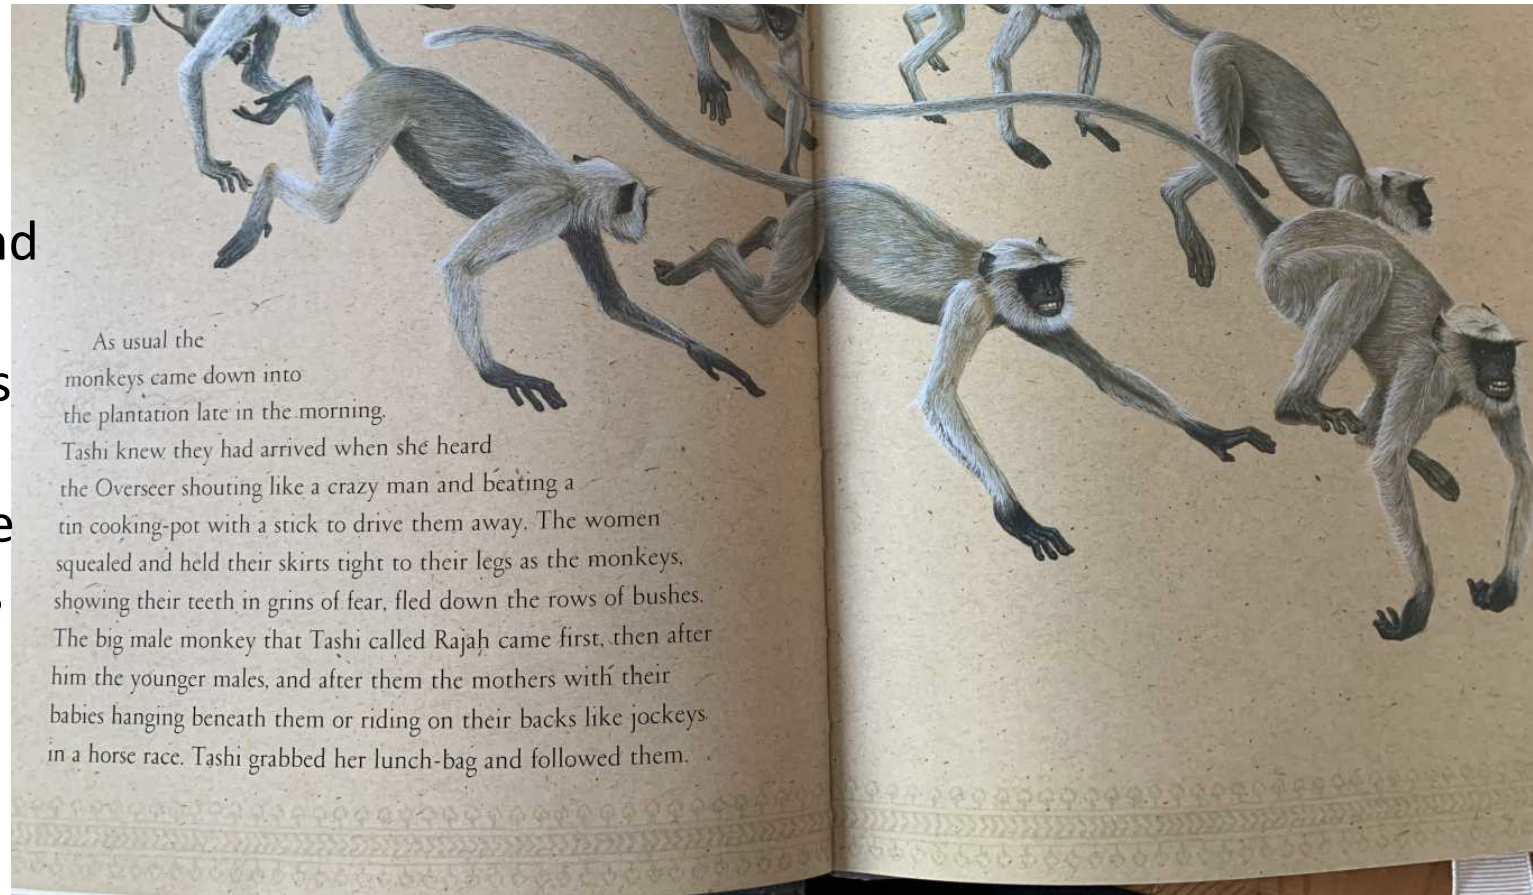 nd
s
e
As usual the
monkeys came down into
the plantation late in the morning.
Tashi knew they had arrived when she heard
the Overseer shouting like a crazy man and beating a
tin cooking-pot with a stick to drive them away. The women
squealed and held their skirts tight to their legs as the monkeys,
showing their teeth in grins of fear, fled down the rows of bushes.
The big male monkey that Tashi called Rajah came first, then after
him the younger males, and after them the mothers with their
babies hanging beneath them or riding on their backs like jockeys
in a horse race. Tashi grabbed her lunch-bag and followed them.